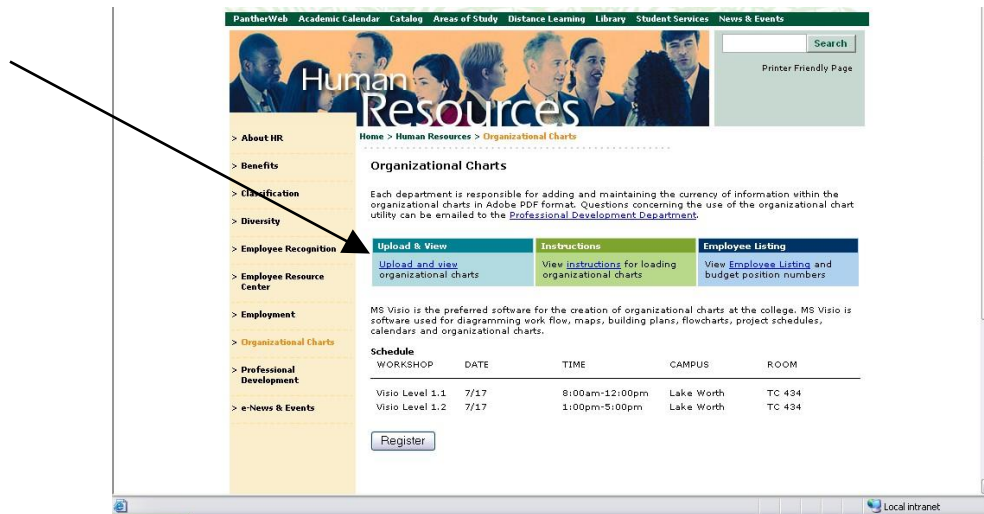 PantherWeb Academic Calendar Catalog Areas of Study Distance Learning Library Student Services News & Events
Search
Printer Friendly Page
Human
Resources
Home > Human Resources > Organizational Charts
> About HR
> Benefits
> Classification
> Diversity
> Employee Recognition
> Employee Resource
Center
> Employment
> Organizational Charts
> Professional
Development
> e-News & Events
Organizational Charts
Each department is responsible for adding and maintaining the currency of information within the
organizational charts in Adobe PDF format. Questions concerning the use of the organizational chart
utility can be emailed to the Professional Development Department.
Upload & View
Upload and view
organizational charts
Instructions
View instructions for loading
organizational charts
Employee Listing
View Employee Listing and
budget position numbers
MS Visio is the preferred software for the creation of organizational charts at the college. MS Visio is
software used for diagramming work flow, maps, building plans, flowcharts, project schedules,
calendars and organizational charts.
Schedule
WORKSHOP DATE TIME CAMPUS ROOM
Visio Level 1.1 7/17 8:00am-12:00pm Lake Worth TC 434
Visio Level 1.2 7/17 1:00pm-5:00pm Lake Worth TC 434
Register
Local intranet